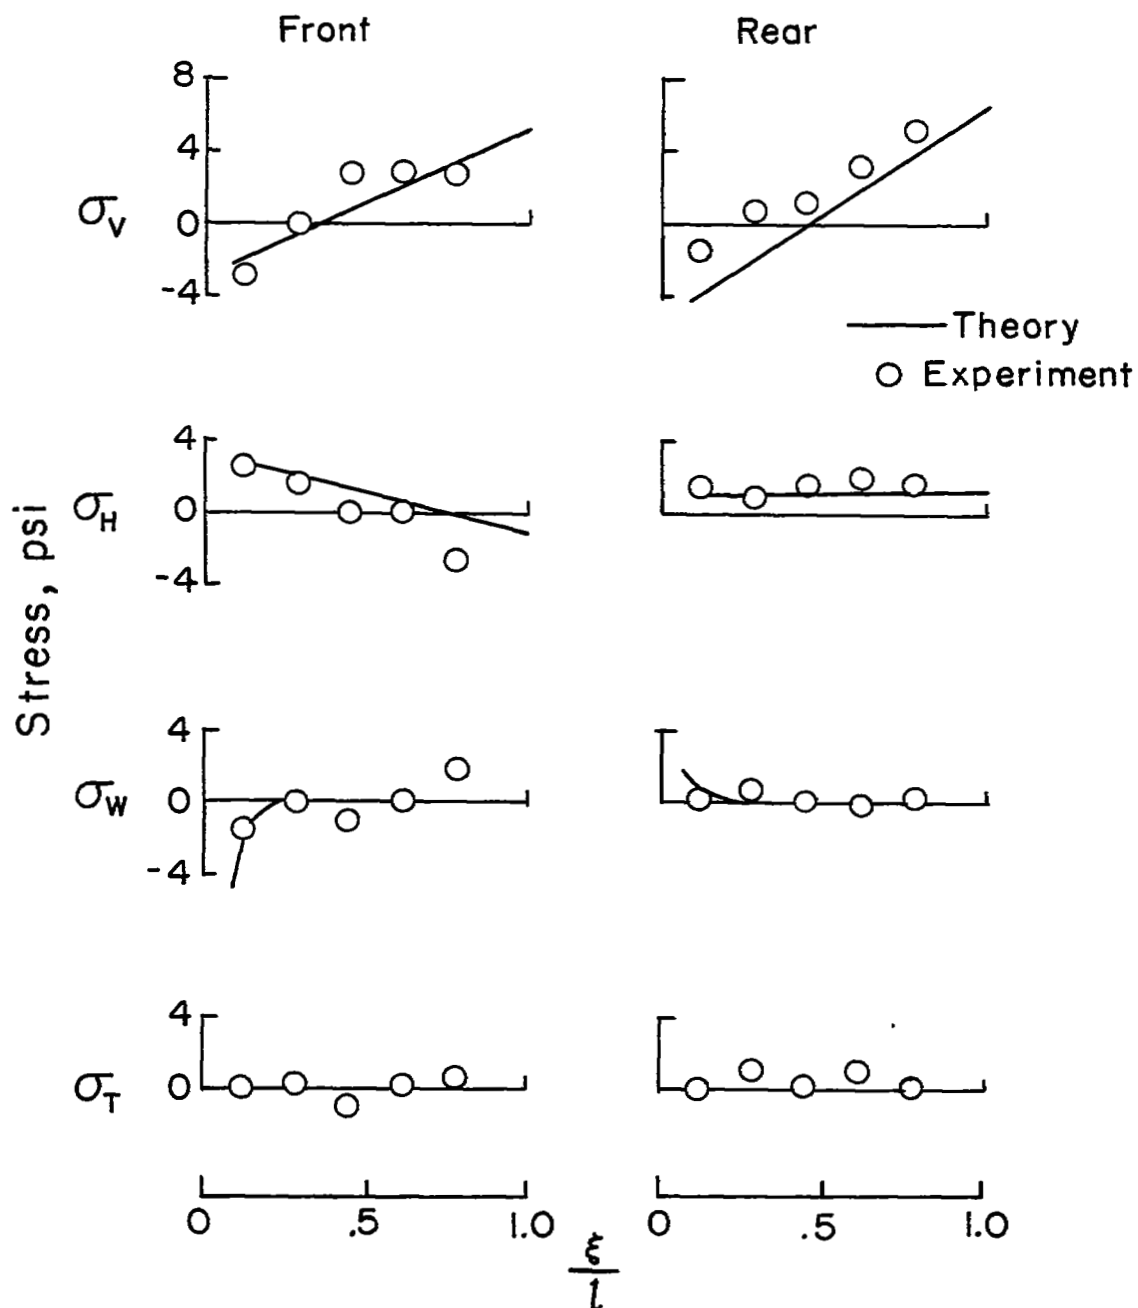 Front
Rear
8
4
σV
0
-4
Theory
Experiment
4
σH
0
-4
Stress, psi
4
σW
0
-4
4
σT
0
0 .5 1.0
0 .5 1.0
ξ
l